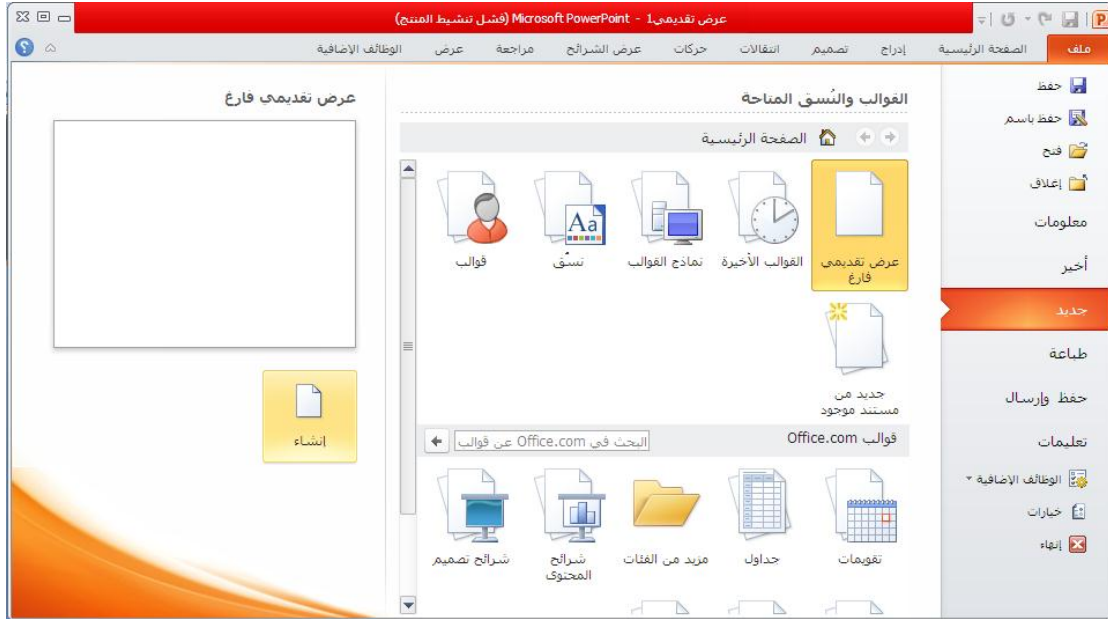 عرض تقديمي1 - Microsoft PowerPoint (فشل تنشيط المنتج)
ملف
الصفحة الرئيسية
إدراج
تصميم
انتقالات
حركات
عرض الشرائح
مراجعة
عرض
الوظائف الإضافية
حفظ
حفظ باسم
فتح
إغلاق
معلومات
أخير
جديد
طباعة
حفظ وإرسال
تعليمات
الوظائف الإضافية
خيارات
إنهاء
القوالب والنُسق المتاحة
الصفحة الرئيسية
عرض تقديمي
فارغ
القوالب الأخيرة
نماذج القوالب
نسُق
قوالب
جديد من
مستند موجود
قوالب Office.com
البحث في Office.com عن قوالب
تقويمات
جداول
مزيد من الفئات
شرائح
المحتوى
شرائح تصميم
عرض تقديمي فارغ
إنشاء